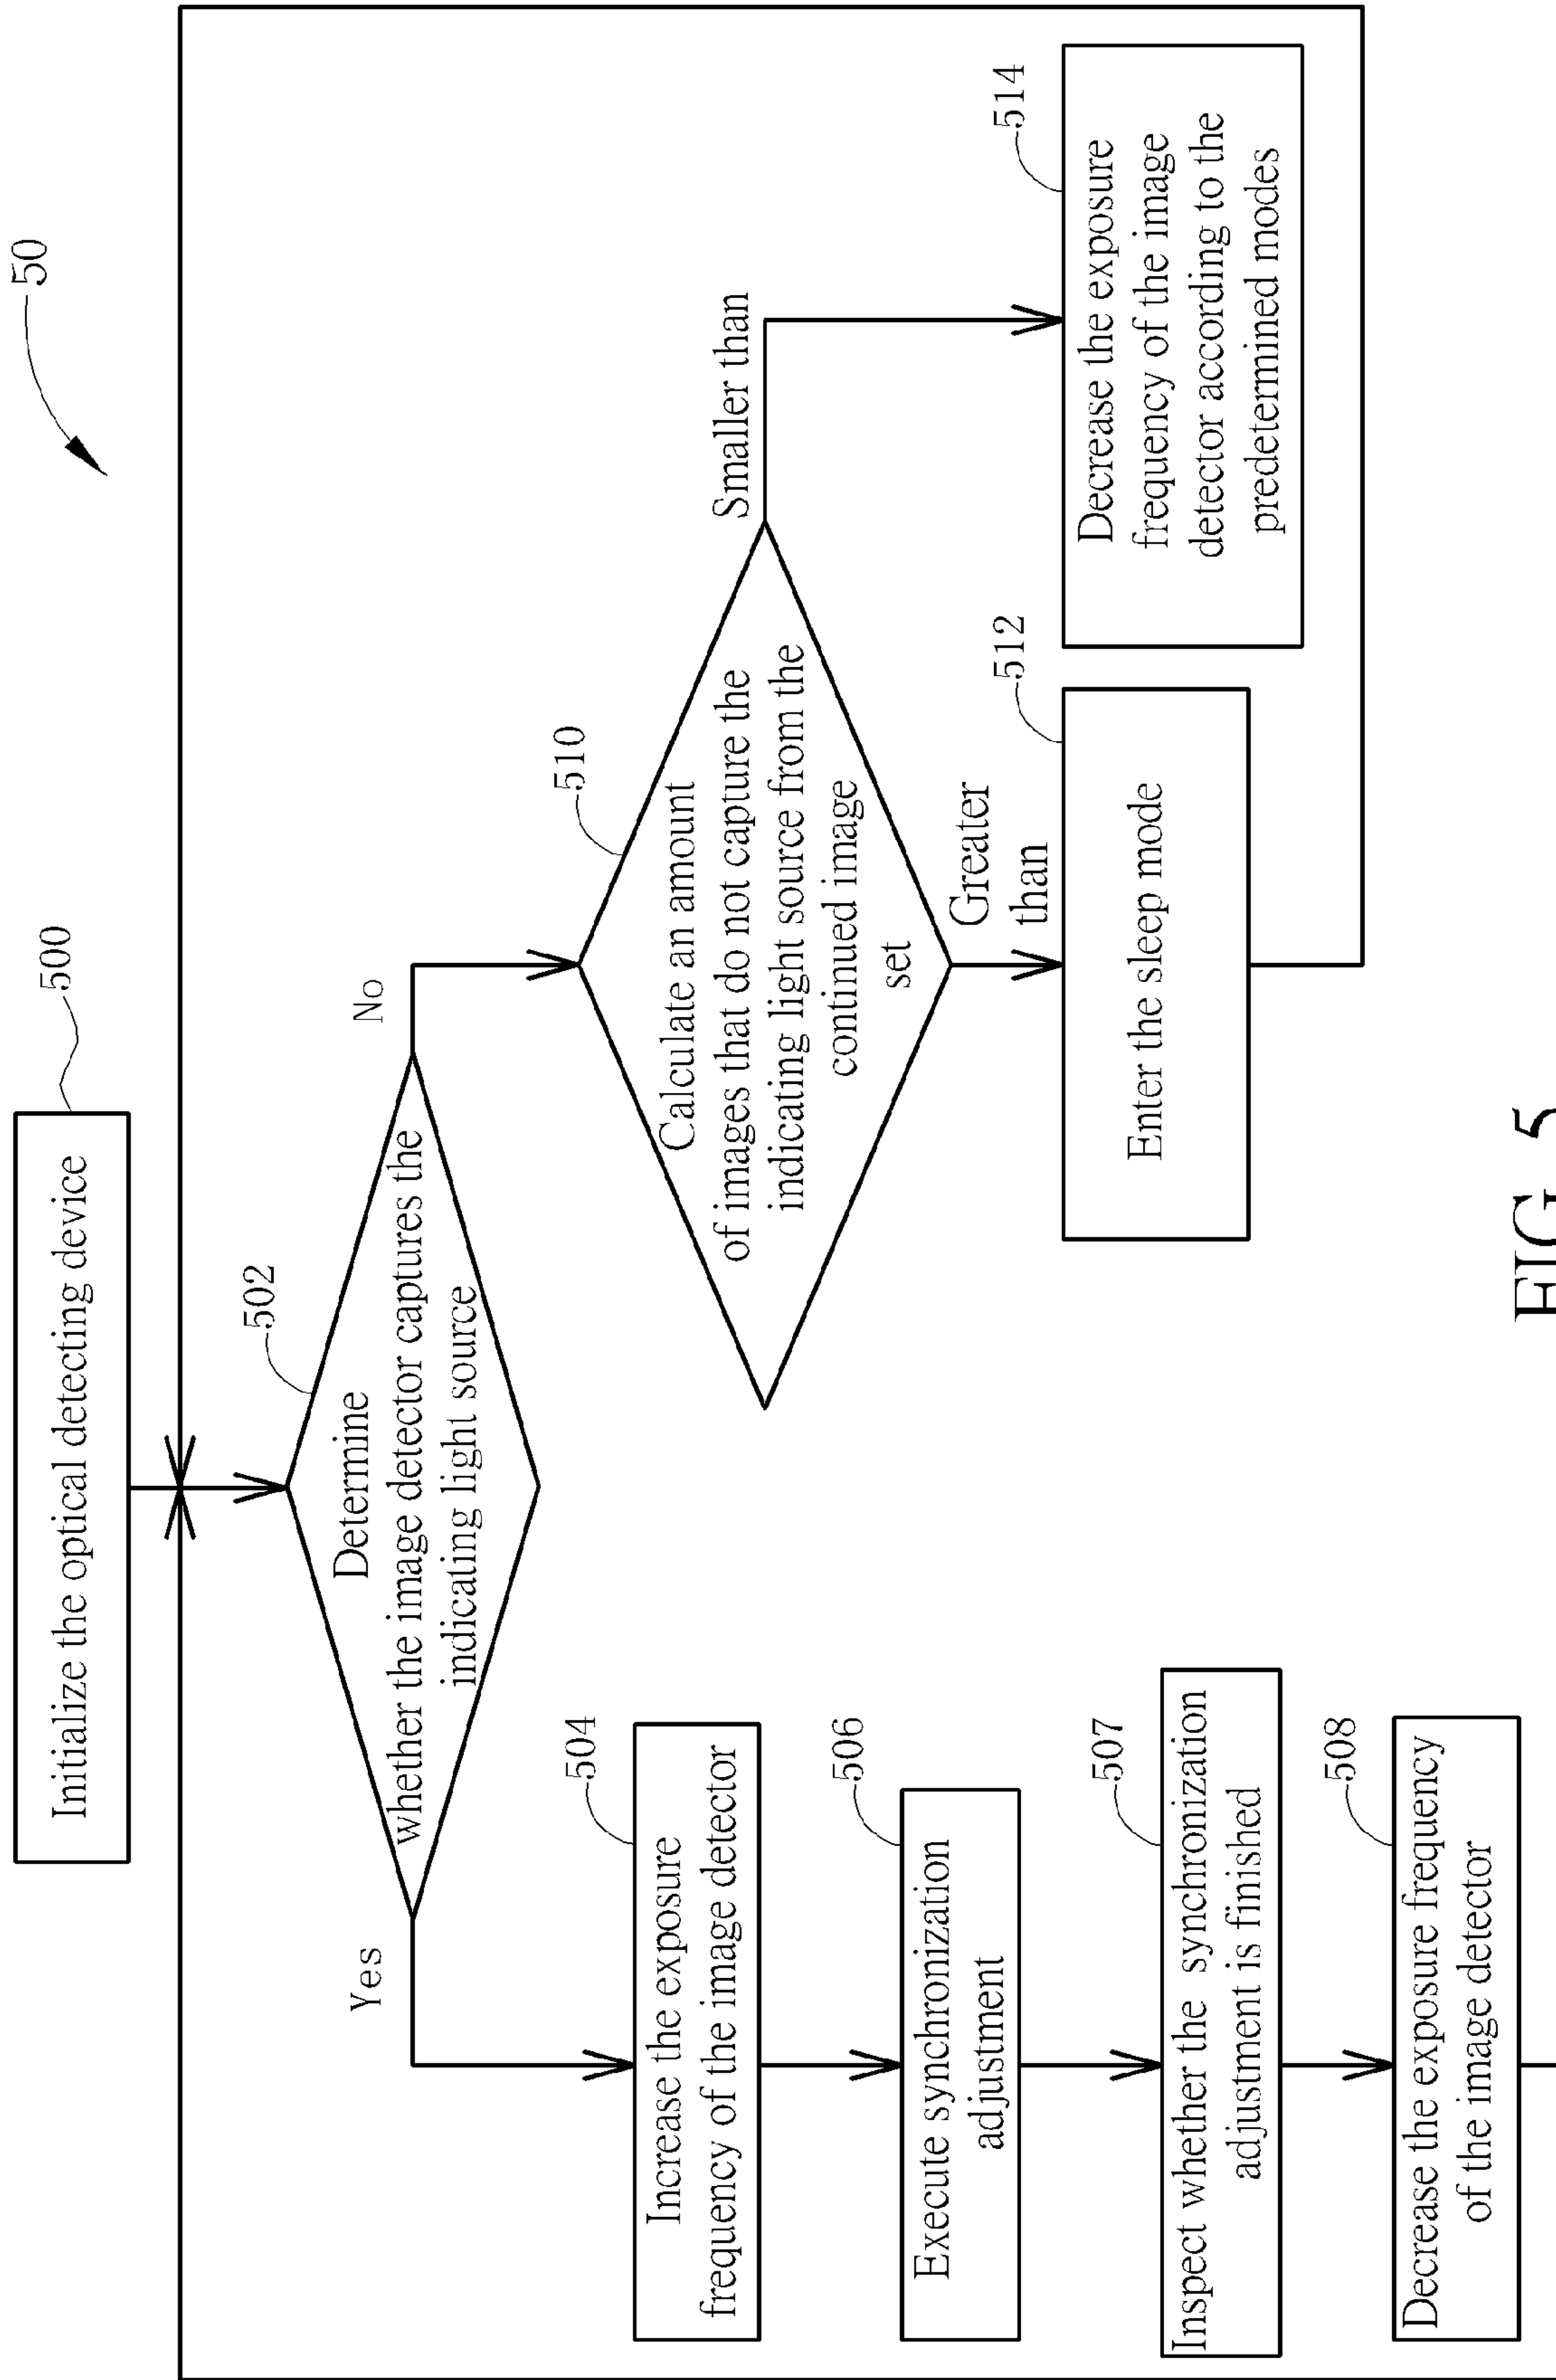 50
Initialize the optical detecting device
500
Determine
whether the image detector captures the
indicating light source
502
Yes
No
Increase the exposure
frequency of the image detector
504
Execute synchronization
adjustment
506
Inspect whether the synchronization
adjustment is finished
507
Decrease the exposure frequency
of the image detector
508
Calculate an amount
of images that do not capture the
indicating light source from the
continued image
set
510
Greater
than
Smaller than
Enter the sleep mode
512
Decrease the exposure
frequency of the image
detector according to the
predetermined modes
514
FIG. 5